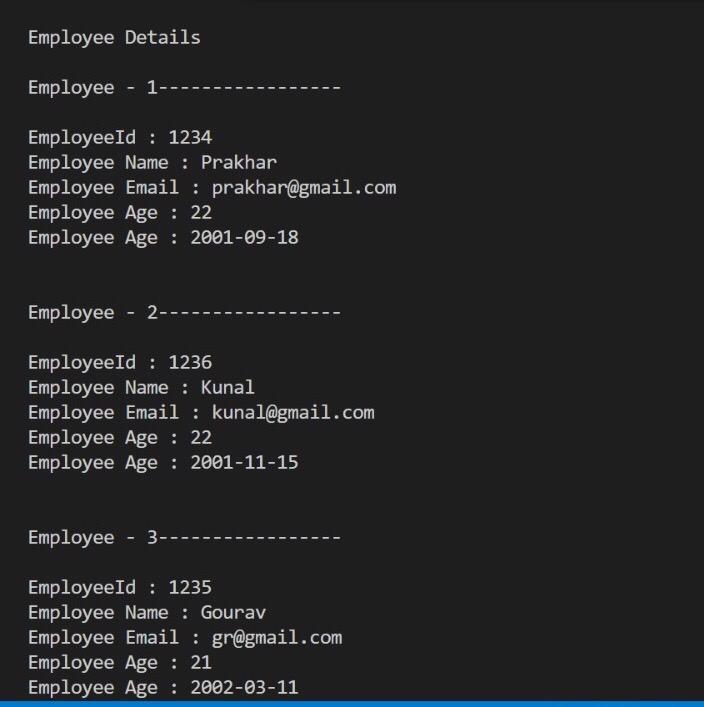 Employee Details
Employee - 1-----------------
EmployeeId : 1234
Employee Name : Prakhar
Employee Email : prakhar@gmail.com
Employee Age : 22
Employee Age : 2001-09-18
Employee - 2-----------------
EmployeeId : 1236
Employee Name : Kunal
Employee Email : kunal@gmail.com
Employee Age : 22
Employee Age : 2001-11-15
Employee - 3-----------------
EmployeeId : 1235
Employee Name : Gourav
Employee Email : gr@gmail.com
Employee Age : 21
Employee Age : 2002-03-11